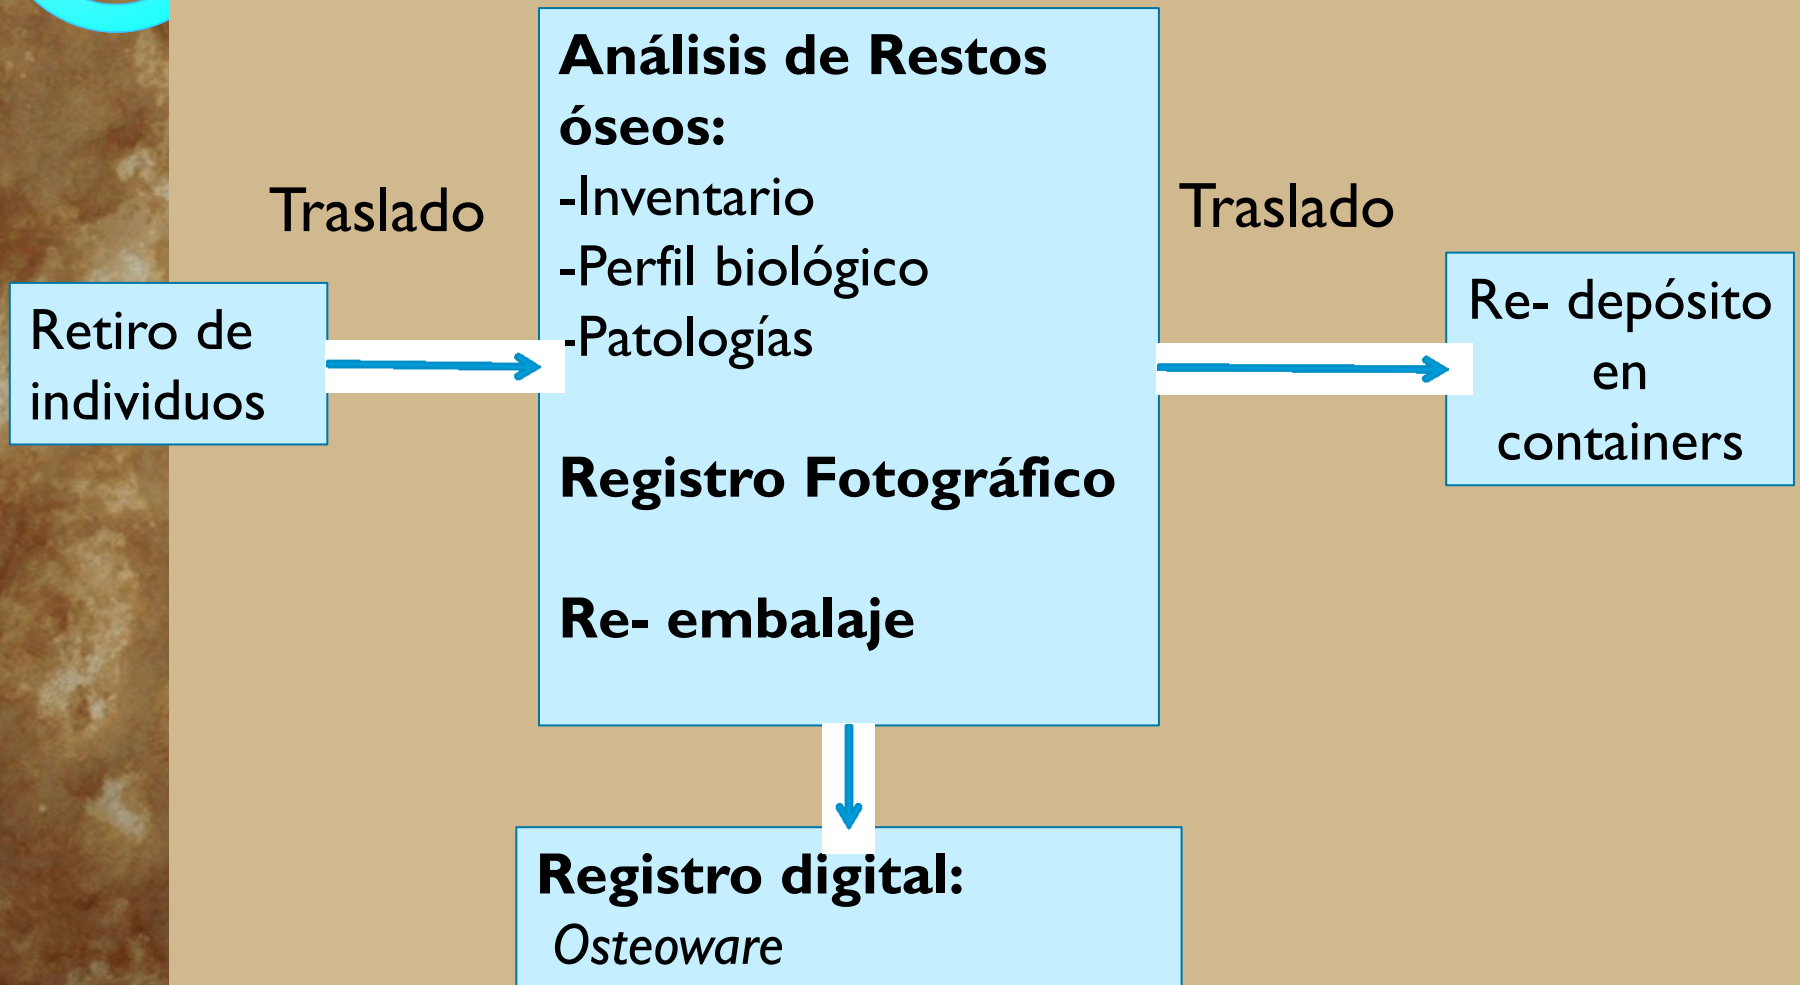 Retiro de
individuos
Traslado
Análisis de Restos
óseos:
-Inventario
-Perfil biológico
-Patologías
Registro Fotográfico
Re- embalaje
Traslado
Re- depósito
en
containers
Registro digital:
Osteoware